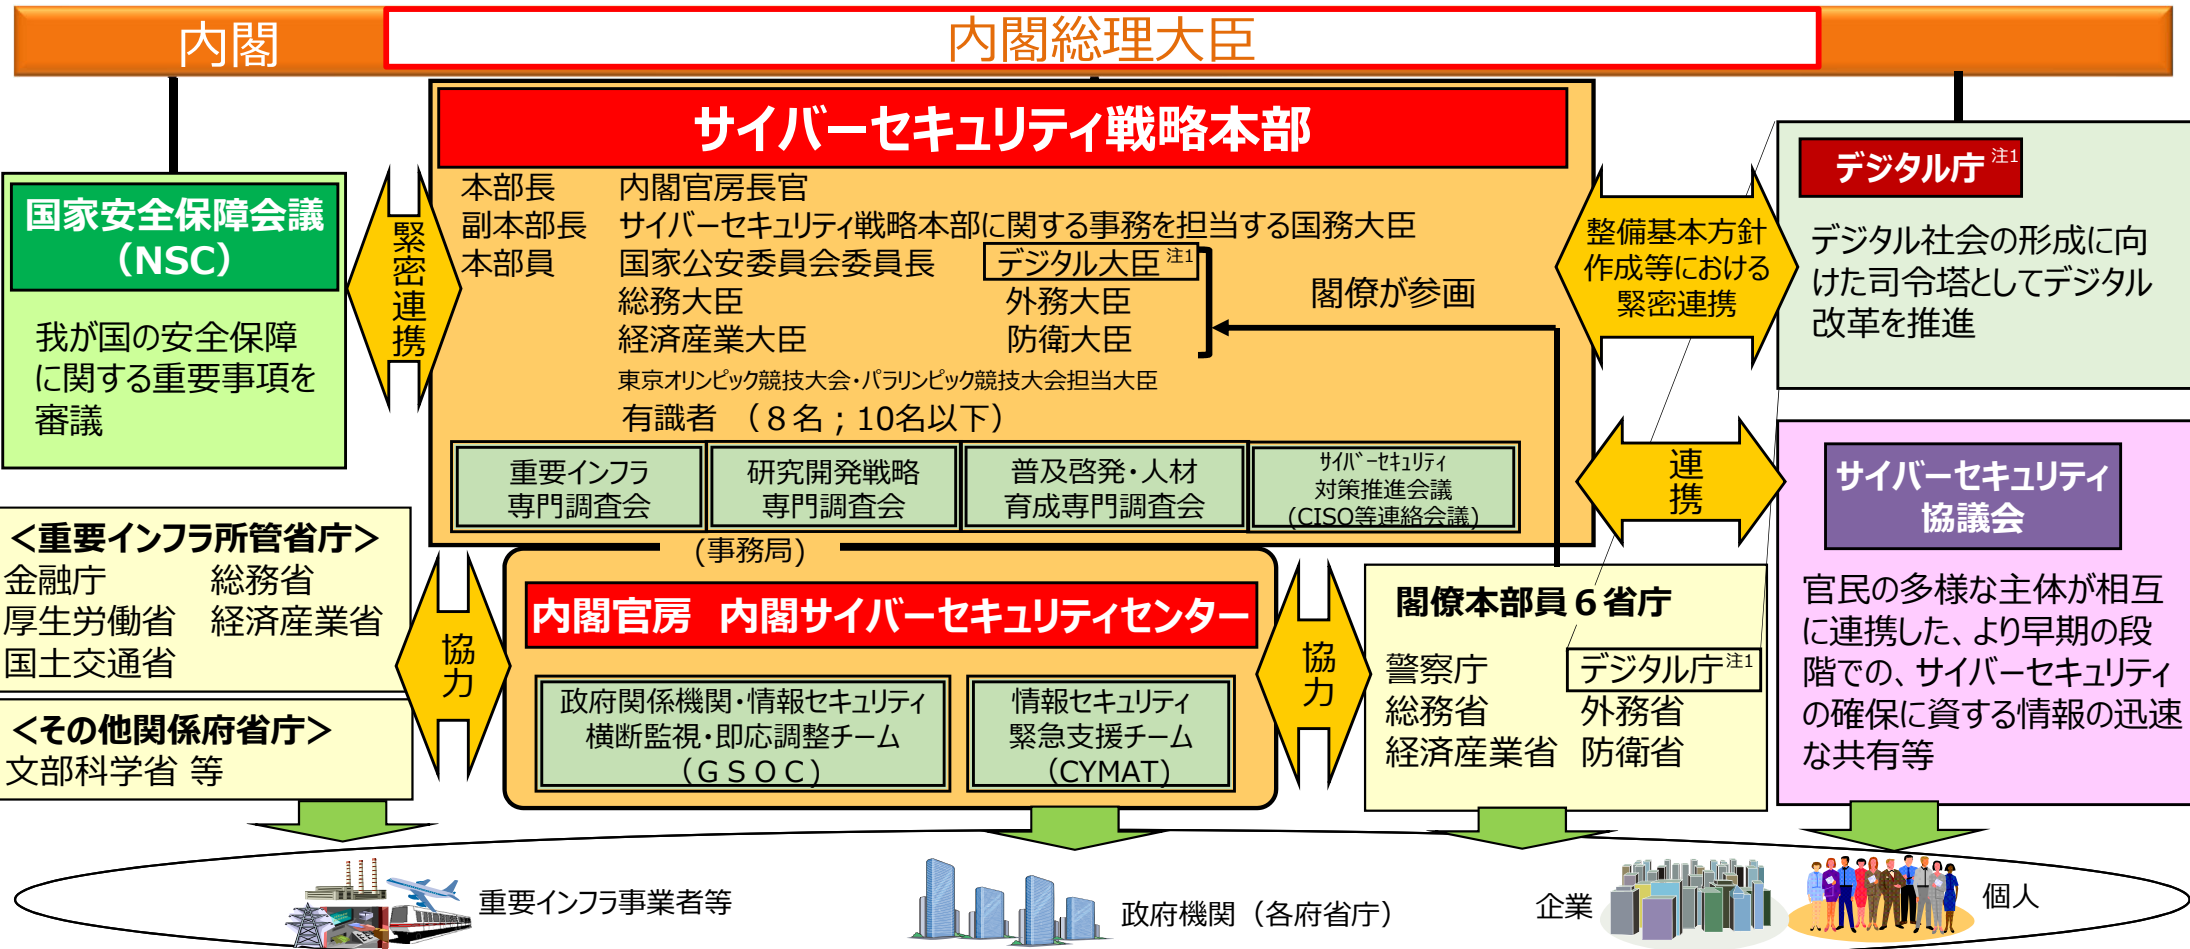 内閣
内閣総理大臣
サイバーセキュリティ戦略本部
本部長 内閣官房長官
副本部長 サイバーセキュリティ戦略本部に関する事務を担当する国務大臣
本部員 国家公安委員会委員長 デジタル大臣 注1
総務大臣 外務大臣
経済産業大臣 防衛大臣
東京オリンピック競技大会・パラリンピック競技大会担当大臣
有識者 （８名；10名以下）
閣僚が参画
重要インフラ
専門調査会
研究開発戦略
専門調査会
普及啓発・人材
育成専門調査会
ｻｲﾊﾞｰｾｷｭﾘﾃｨ
対策推進会議
(CISO等連絡会議)
国家安全保障会議
（NSC）
我が国の安全保障
に関する重要事項を
審議
緊密連携
整備基本方針
作成等における
緊密連携
デジタル庁 注1
デジタル社会の形成に向
けた司令塔としてデジタル
改革を推進
連携
サイバーセキュリティ
協議会
官民の多様な主体が相互
に連携した、より早期の段
階での、サイバーセキュリティ
の確保に資する情報の迅速
な共有等
＜重要インフラ所管省庁＞
金融庁 総務省
厚生労働省 経済産業省
国土交通省
＜その他関係府省庁＞
文部科学省 等
協力
(事務局)
内閣官房 内閣サイバーセキュリティセンター
政府関係機関・情報セキュリティ
横断監視・即応調整チーム
（ＧＳＯＣ）
情報セキュリティ
緊急支援チーム
（CYMAT）
協力
閣僚本部員６省庁
警察庁 デジタル庁 注1
総務省 外務省
経済産業省 防衛省
重要インフラ事業者等
政府機関（各府省庁）
企業
個人